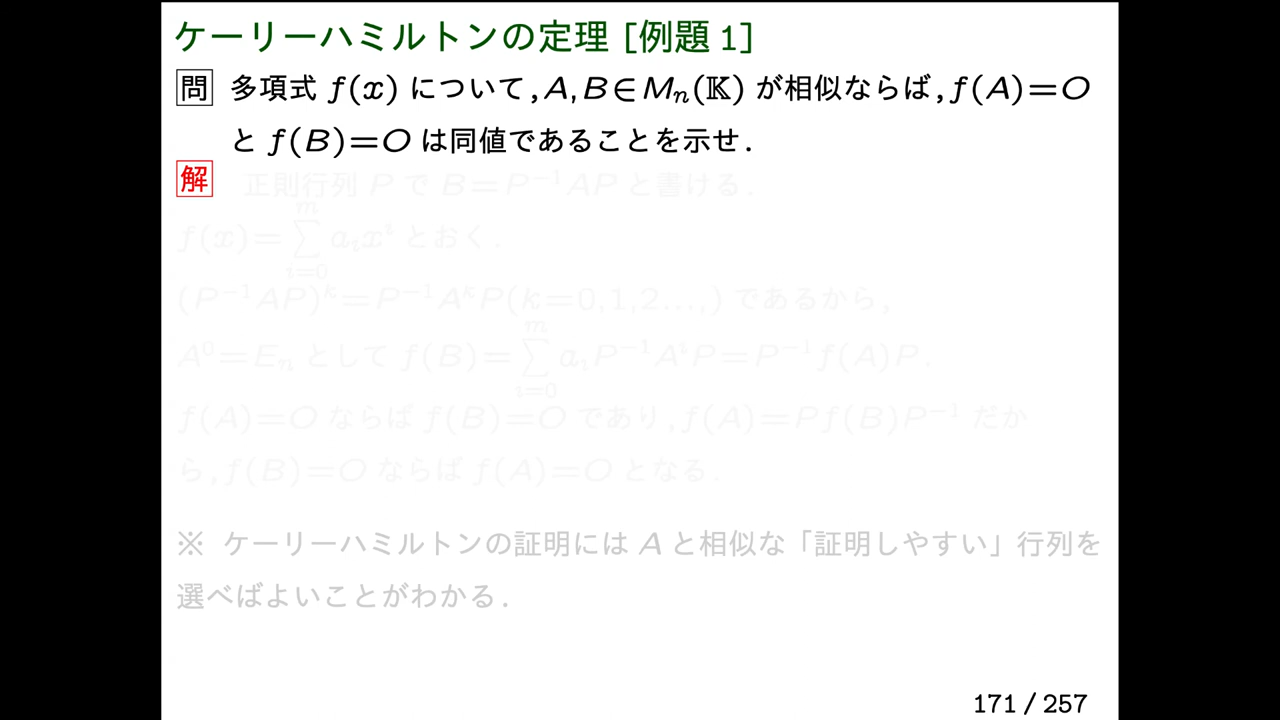 ケーリーハミルトンの定理 [例題 1]
問 多項式 f(x) について, A, B∈Mₙ(𝕂) が相似ならば, f(A)=O
と f(B)=O は同値であることを示せ.
解 正則行列 P で B=P⁻¹AP と書ける.
f(x)=∑_{i=0}^{m} aᵢxⁱ とおく.
(P⁻¹AP)ᵏ=P⁻¹AᵏP(k=0,1,2...,) であるから,
A⁰=Eₙ として f(B)=∑_{i=0}^{m} aᵢP⁻¹AⁱP=P⁻¹f(A)P.
f(A)=O ならば f(B)=O であり, f(A)=Pf(B)P⁻¹ だか
ら, f(B)=O ならば f(A)=O となる.
※ ケーリーハミルトンの証明には A と相似な「証明しやすい」行列を
選べばよいことがわかる.
171 / 257